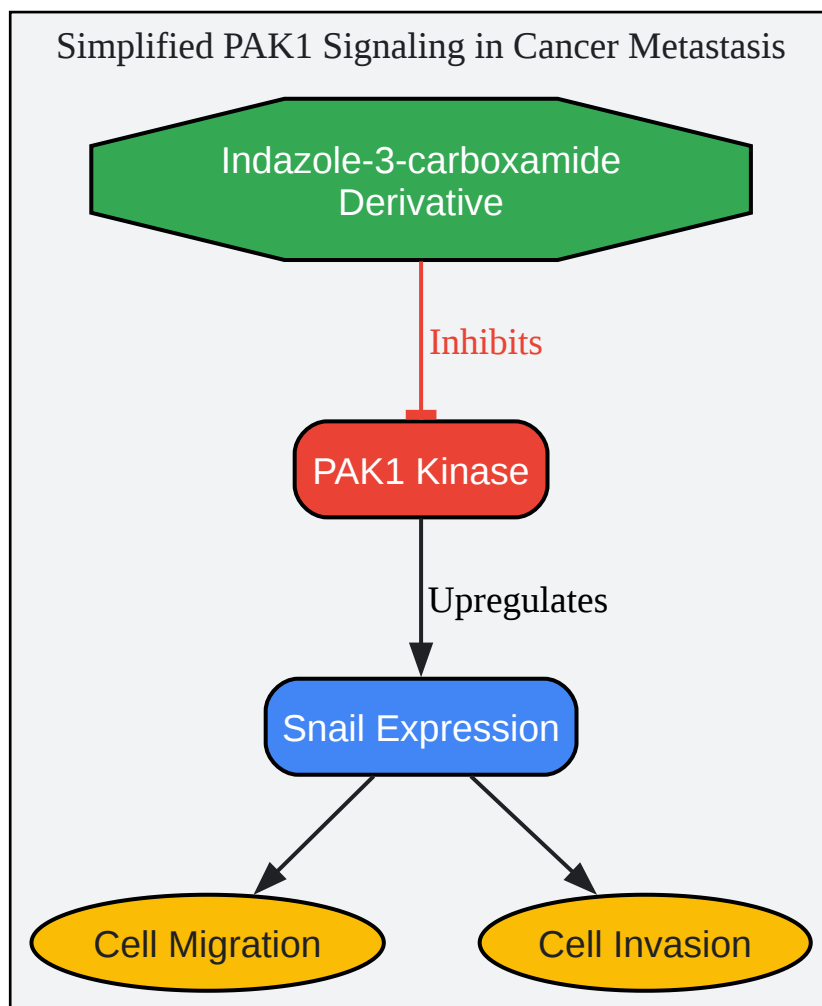 Simplified PAK1 Signaling in Cancer Metastasis
Indazole-3-carboxamide
Derivative
Inhibits
PAK1 Kinase
Upregulates
Snail Expression
Cell Migration
Cell Invasion